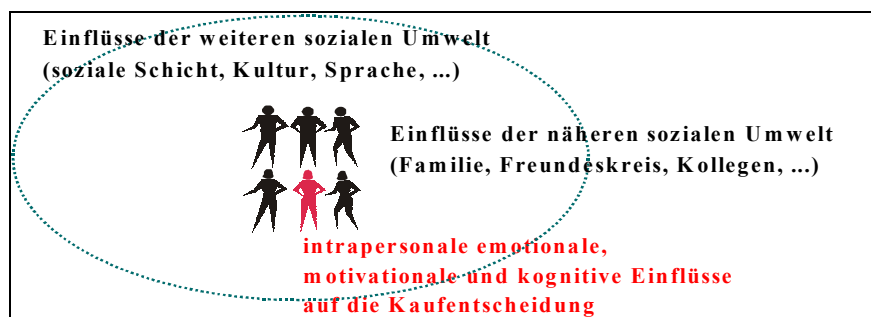 Einflüsse der weiteren sozialen Umwelt
(soziale Schicht, Kultur, Sprache, ...)
Einflüsse der näheren sozialen Umwelt
(Familie, Freundeskreis, Kollegen, ...)
intrapersonale emotionale,
motivationale und kognitive Einflüsse
auf die Kaufentscheidung